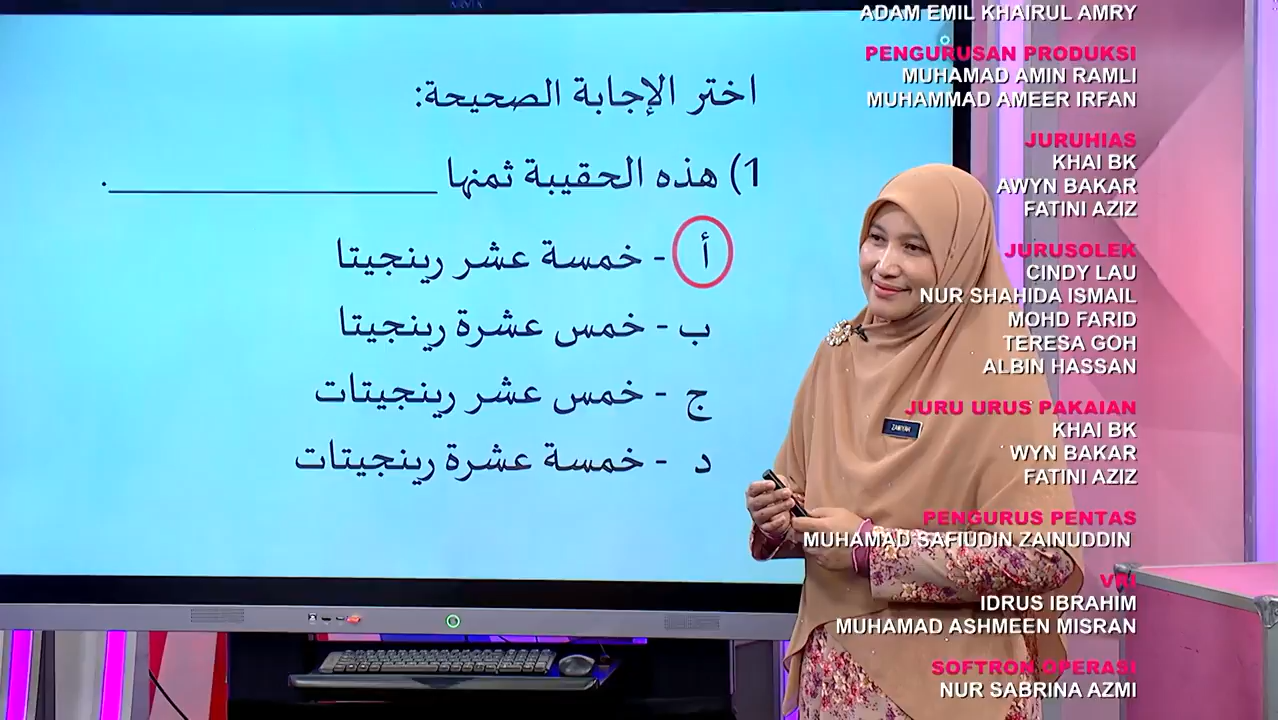 اختر الإجابة الصحيحة:
1) هذه الحقيبة ثمنها ____________________.
أ - خمسة عشر رينجيتا
ب - خمس عشرة رينجيتا
ج - خمس عشر رينجيتات
د - خمسة عشرة رينجيتات
ZAWIYAH
ADAM EMIL KHAIRUL AMRY
PENGURUSAN PRODUKSI
MUHAMAD AMIN RAMLI
MUHAMMAD AMEER IRFAN
JURUHIAS
KHAI BK
AWYN BAKAR
FATINI AZIZ
JURUSOLEK
CINDY LAU
NUR SHAHIDA ISMAIL
MOHD FARID
TERESA GOH
ALBIN HASSAN
JURU URUS PAKAIAN
KHAI BK
WYN BAKAR
FATINI AZIZ
PENGURUS PENTAS
MUHAMAD SAFIUDIN ZAINUDDIN
VRI
IDRUS IBRAHIM
MUHAMAD ASHMEEN MISRAN
SOFTRON OPERASI
NUR SABRINA AZMI